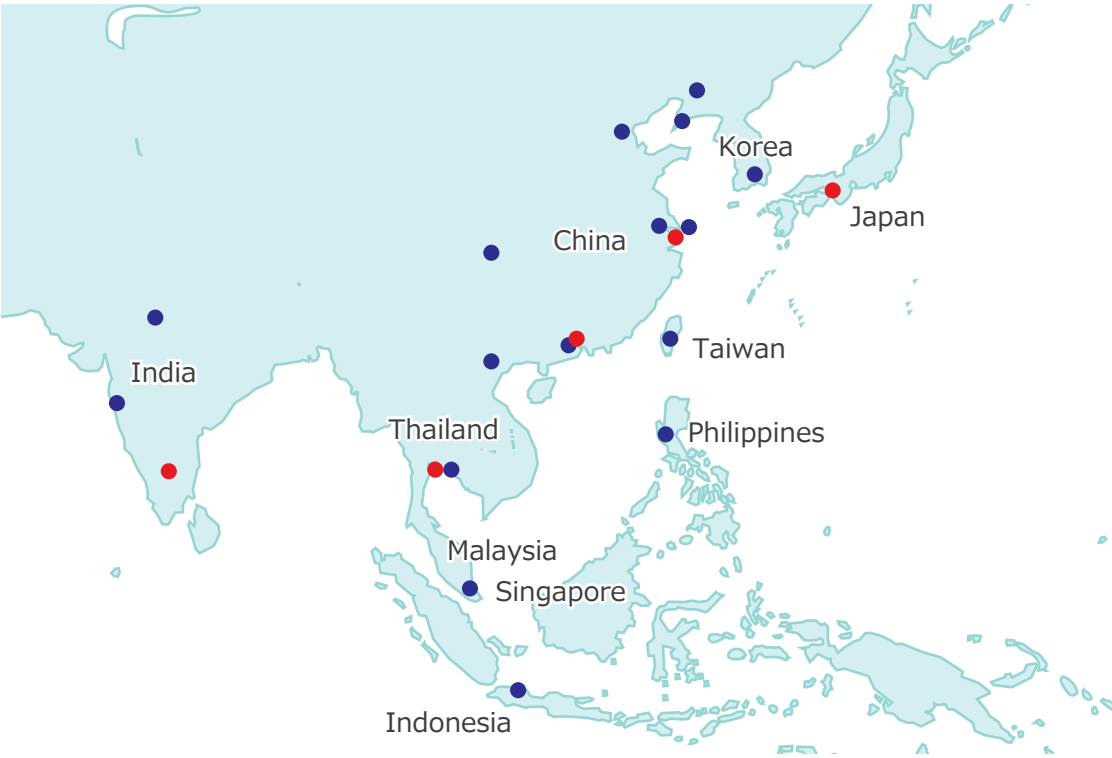 Korea
Japan
China
Taiwan
India
Thailand
Philippines
Malaysia
Singapore
Indonesia